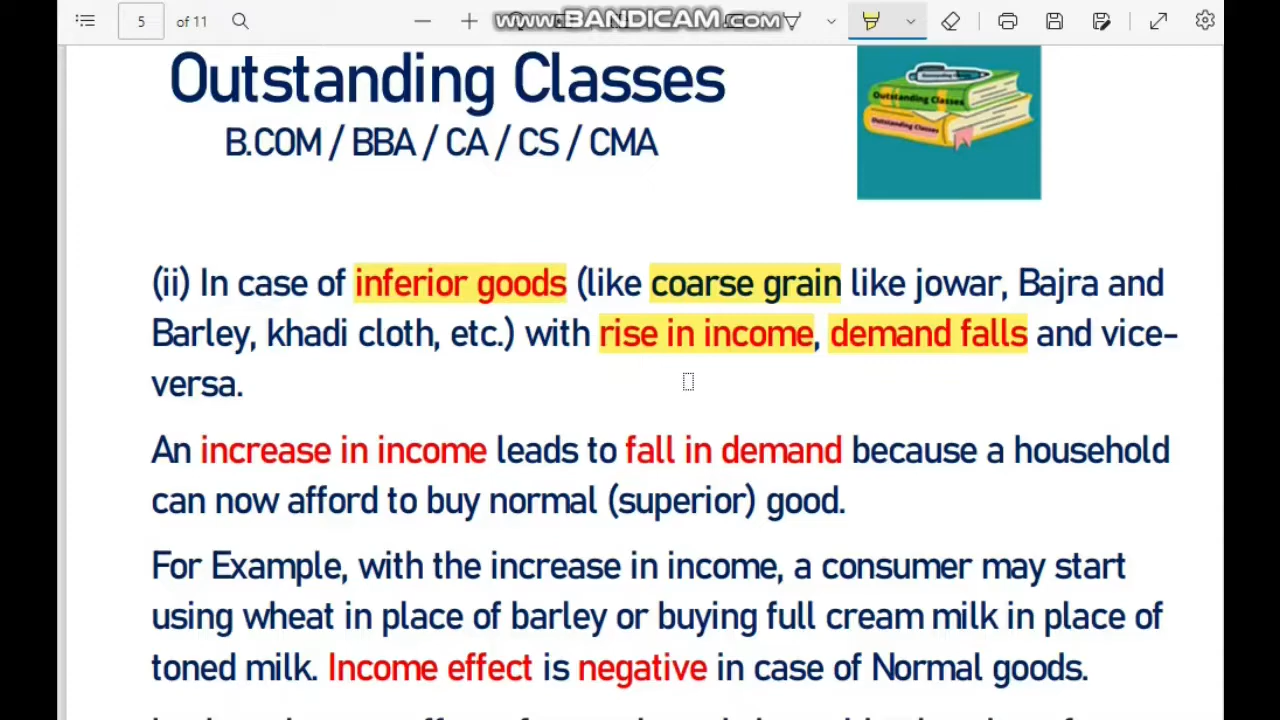 5 of 11
www.BANDICAM.com
Outstanding Classes
B.COM / BBA / CA / CS / CMA
Outstanding Classes
Outstanding Classes
(ii) In case of inferior goods (like coarse grain like jowar, Bajra and
Barley, khadi cloth, etc.) with rise in income, demand falls and vice-
versa.
An increase in income leads to fall in demand because a household
can now afford to buy normal (superior) good.
For Example, with the increase in income, a consumer may start
using wheat in place of barley or buying full cream milk in place of
toned milk. Income effect is negative in case of Normal goods.